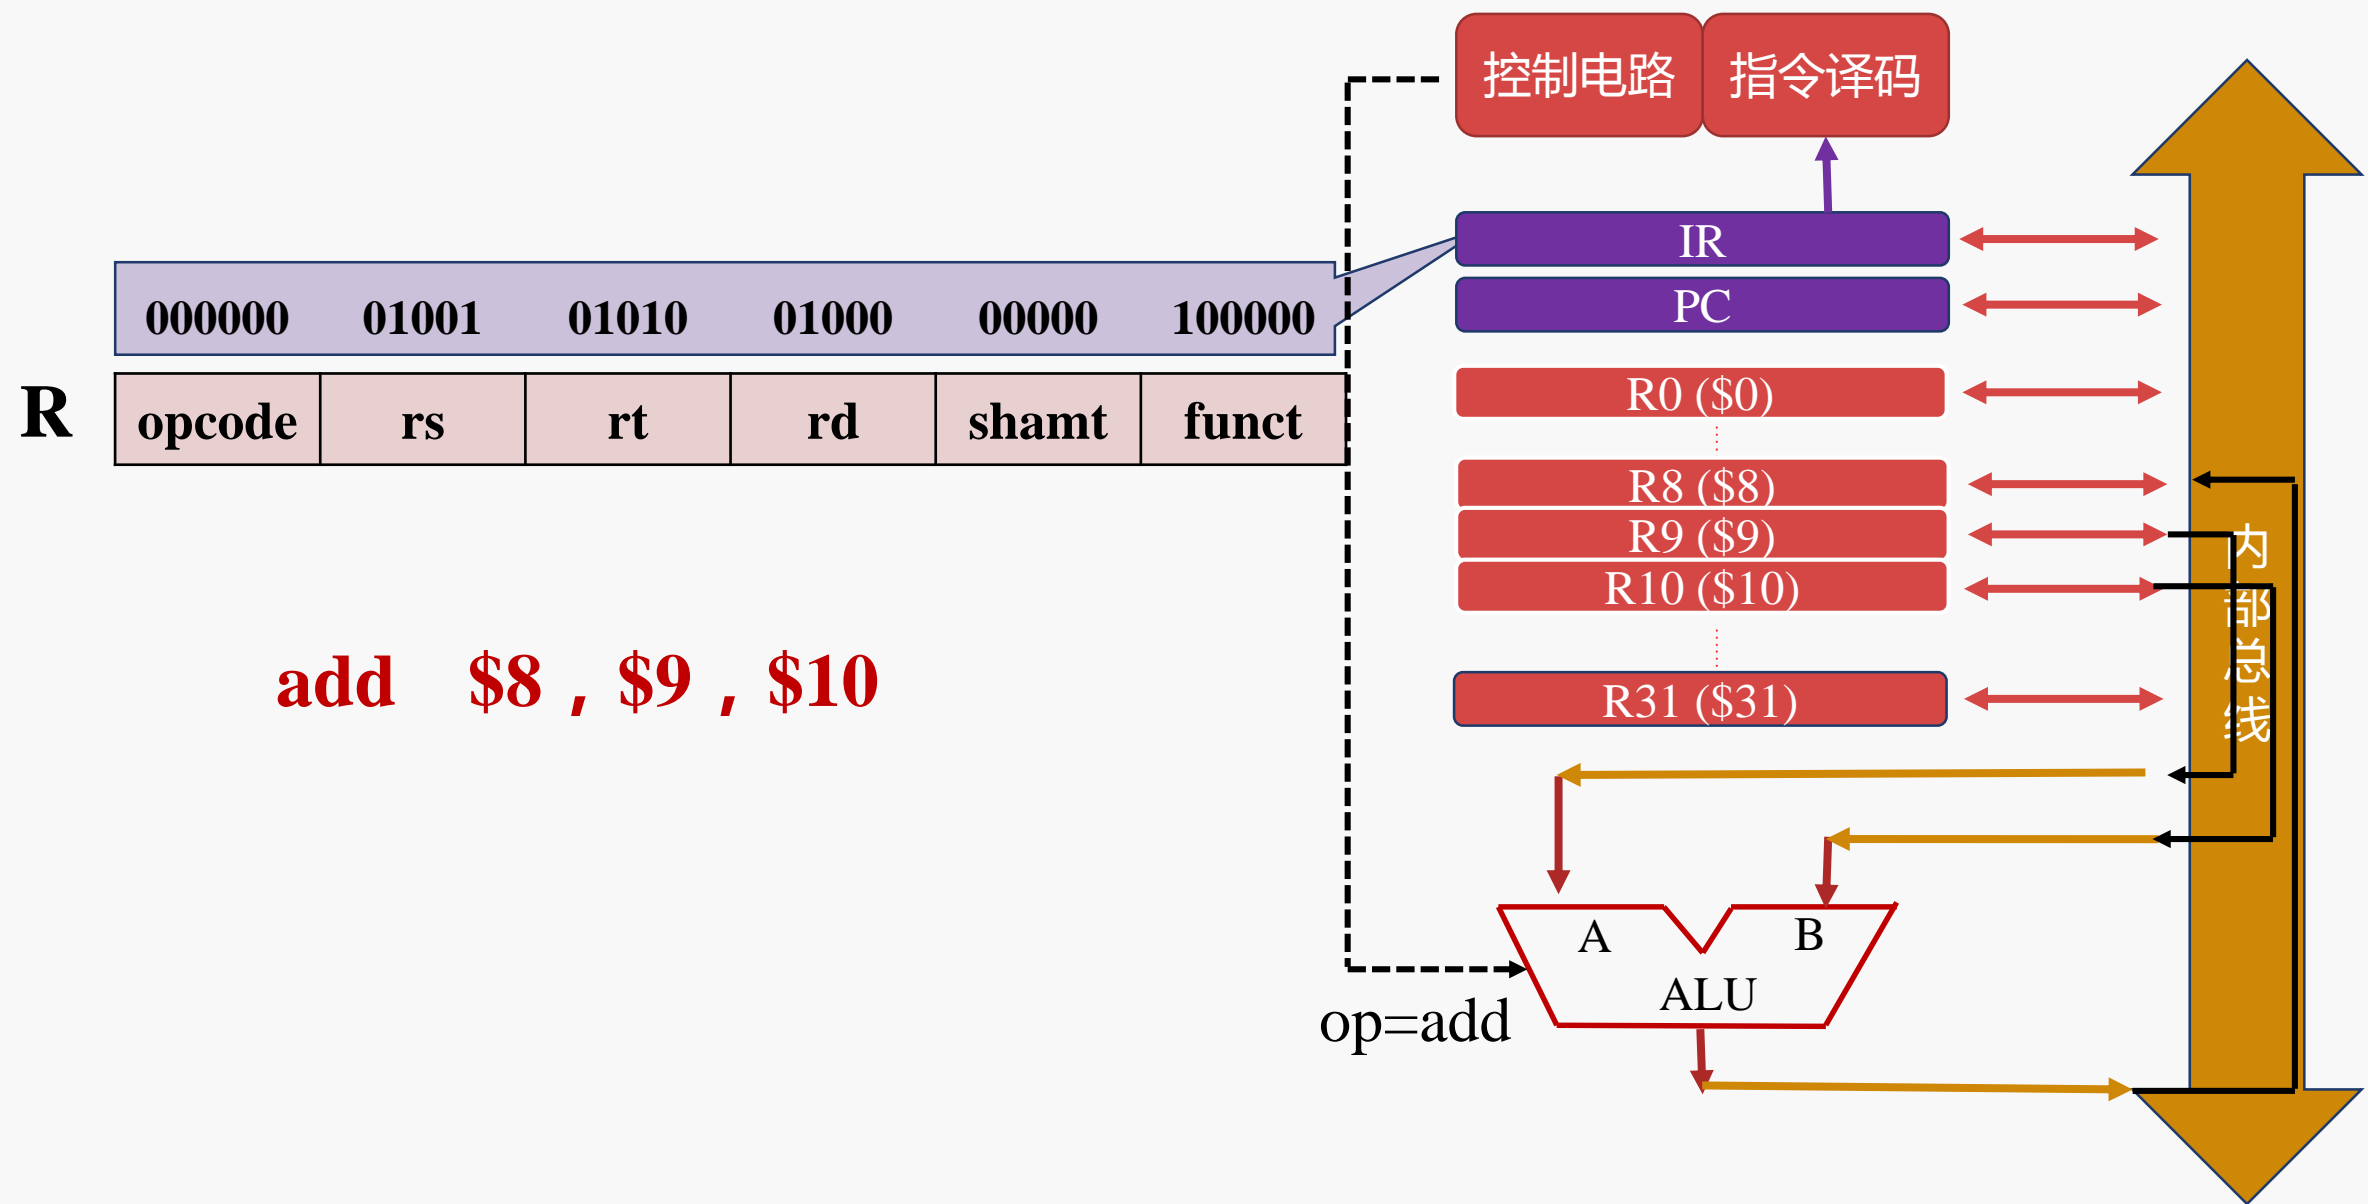 控制电路 指令译码
IR
000000 01001 01010 01000 00000 100000
PC
R opcode rs rt rd shamt funct
R0 ($0)
R8 ($8)
R9 ($9)
R10 ($10)
内部总线
add $8 , $9 , $10
R31 ($31)
A B
ALU
op=add